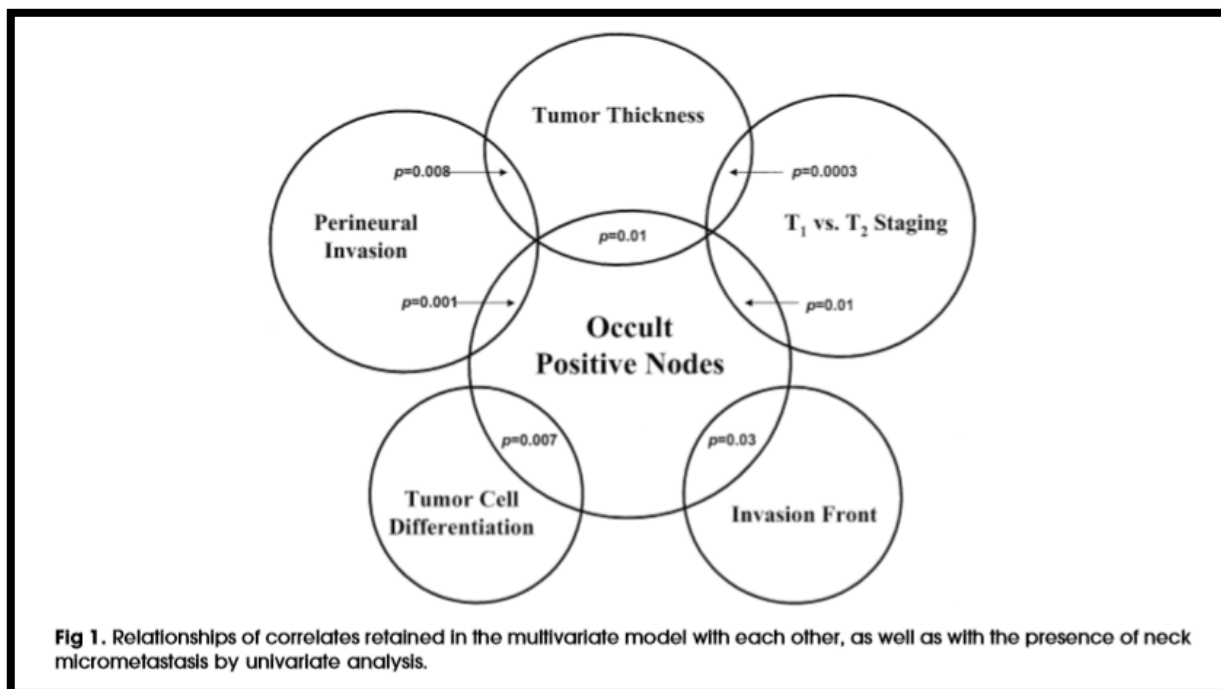 Tumor Thickness
p=0.008
p=0.0003
Perineural
Invasion
p=0.01
T₁ vs. T₂ Staging
p=0.001
p=0.01
Occult
Positive Nodes
p=0.007
p=0.03
Tumor Cell
Differentiation
Invasion Front
Fig 1. Relationships of correlates retained in the multivariate model with each other, as well as with the presence of neck
micrometastasis by univariate analysis.